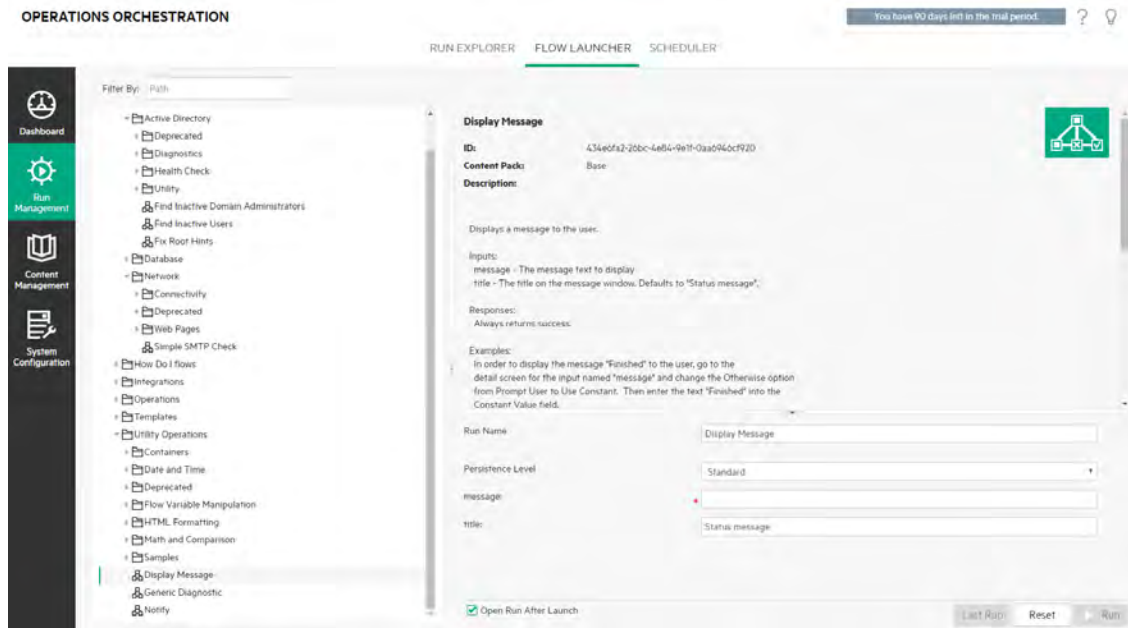 OPERATIONS ORCHESTRATION
You have 90 days left in the trial period.
?
RUN EXPLORER
FLOW LAUNCHER
SCHEDULER
Dashboard
Run
Management
Content
Management
System
Configuration
Filter By:
Path
Active Directory
Deprecated
Diagnostics
Health Check
Utility
Find Inactive Domain Administrators
Find Inactive Users
Fix Root Hints
Database
Network
Connectivity
Deprecated
Web Pages
Simple SMTP Check
How Do I flows
Integrations
Operations
Templates
Utility Operations
Containers
Date and Time
Deprecated
Flow Variable Manipulation
HTML Formatting
Math and Comparison
Samples
Display Message
Generic Diagnostic
Notify
Display Message
ID:
Content Pack: Base
Description:
Displays a message to the user.
Inputs:
message - The message text to display
title - The title on the message window. Defaults to "Status message".
Responses:
Always returns success.
Examples:
In order to display the message "Finished" to the user, go to the
detail screen for the input named "message" and change the Otherwise option
from Prompt User to Use Constant. Then enter the text "Finished" into the
Constant Value field.
Run Name
Display Message
Persistence Level
Standard
message:
*
title:
Status message
Open Run After Launch
Last Run
Reset
Run